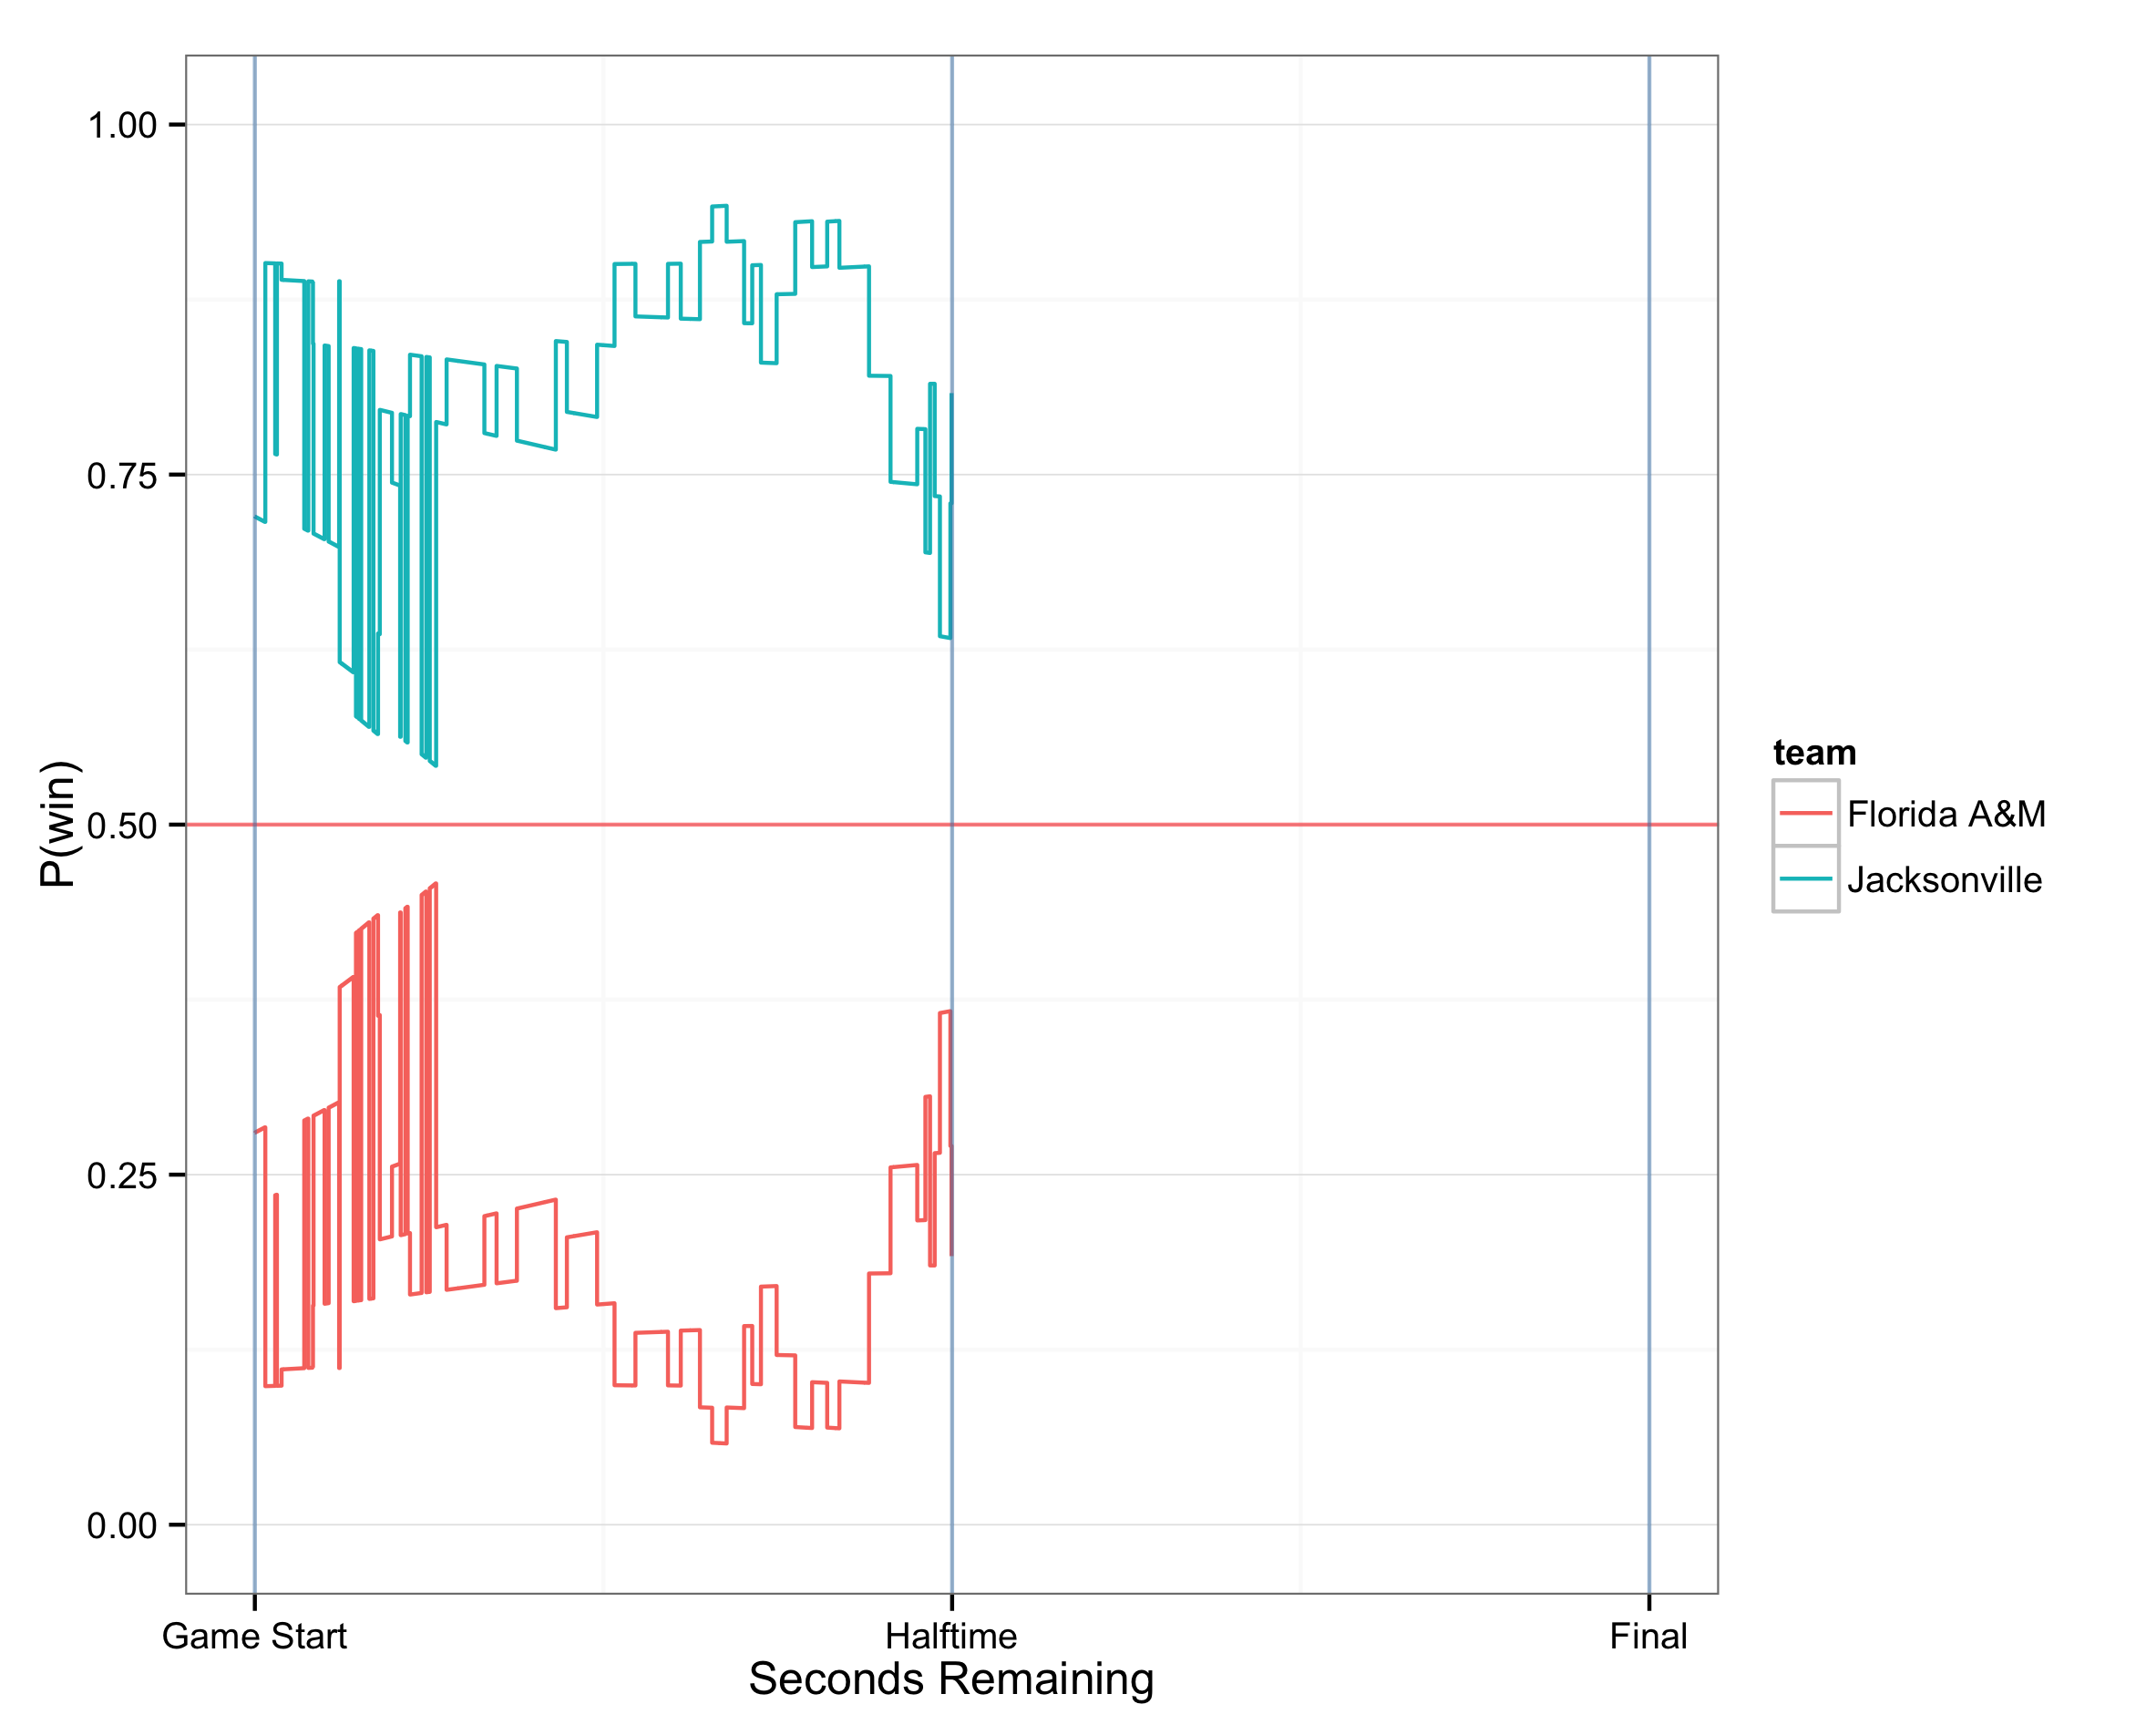 P(win)
1.00
0.75
0.50
0.25
0.00
Game Start
Halftime
Final
Seconds Remaining
team
Florida A&M
Jacksonville